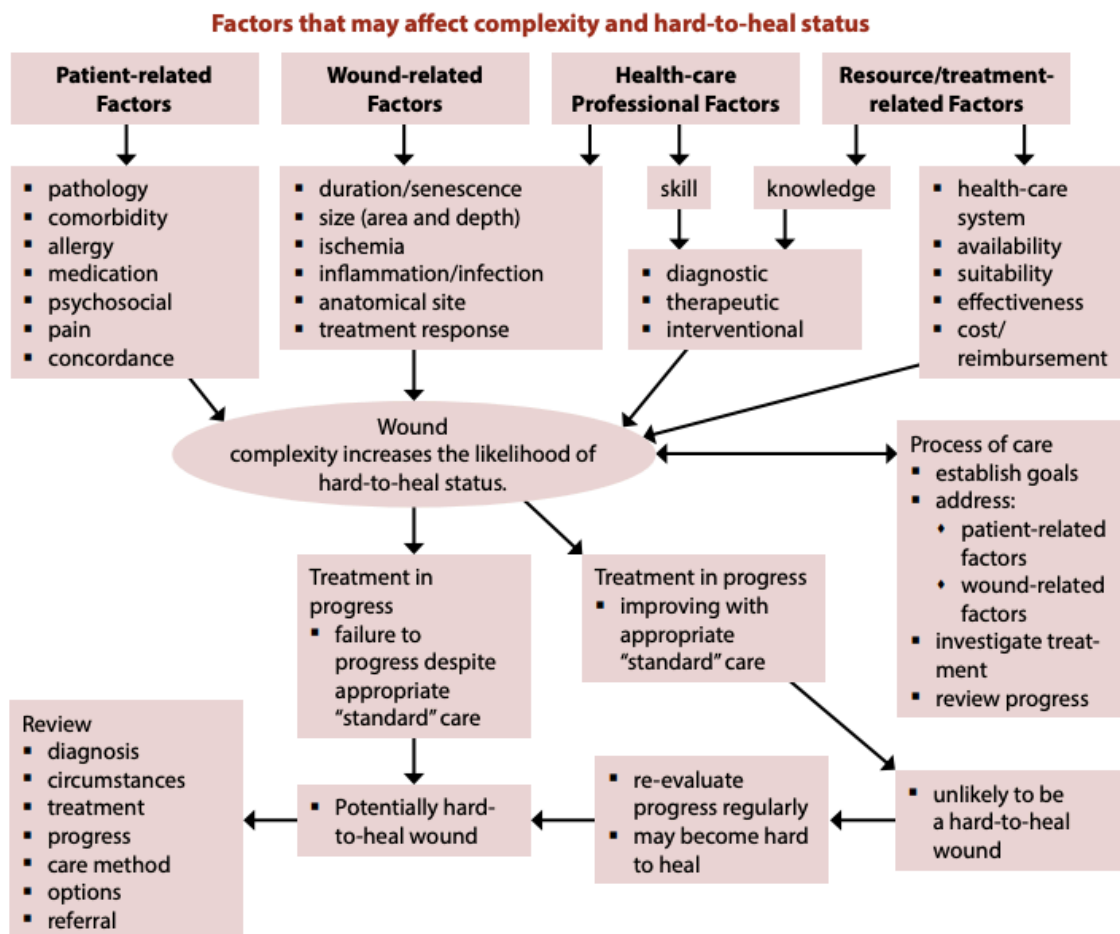 Factors that may affect complexity and hard-to-heal status
Patient-related
Factors
Wound-related
Factors
Health-care
Professional Factors
Resource/treatment-
related Factors
▪ pathology
▪ comorbidity
▪ allergy
▪ medication
▪ psychosocial
▪ pain
▪ concordance
▪ duration/senescence
▪ size (area and depth)
▪ ischemia
▪ inflammation/infection
▪ anatomical site
▪ treatment response
skill
knowledge
▪ diagnostic
▪ therapeutic
▪ interventional
▪ health-care
system
▪ availability
▪ suitability
▪ effectiveness
▪ cost/
reimbursement
Wound
complexity increases the likelihood of
hard-to-heal status.
Process of care
▪ establish goals
▪ address:
♦ patient-related
factors
♦ wound-related
factors
▪ investigate treat-
ment
▪ review progress
Treatment in
progress
▪ failure to
progress despite
appropriate
“standard” care
Treatment in progress
▪ improving with
appropriate
“standard” care
Review
▪ diagnosis
▪ circumstances
▪ treatment
▪ progress
▪ care method
▪ options
▪ referral
▪ Potentially hard-
to-heal wound
▪ re-evaluate
progress regularly
▪ may become hard
to heal
▪ unlikely to be
a hard-to-heal
wound